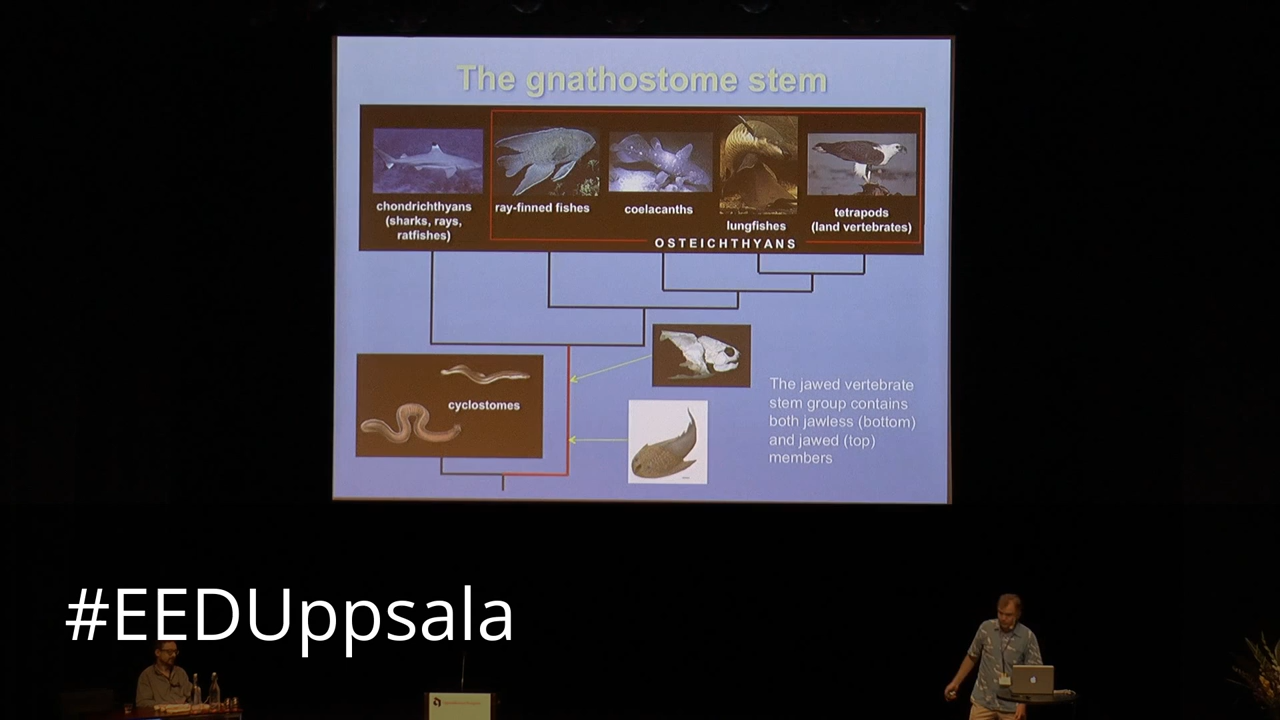 The gnathostome stem
chondrichthyans
(sharks, rays,
ratfishes)
ray-finned fishes
coelacanths
lungfishes
tetrapods
(land vertebrates)
OSTEICHTHYANS
cyclostomes
The jawed vertebrate
stem group contains
both jawless (bottom)
and jawed (top)
members
#EEDUppsala